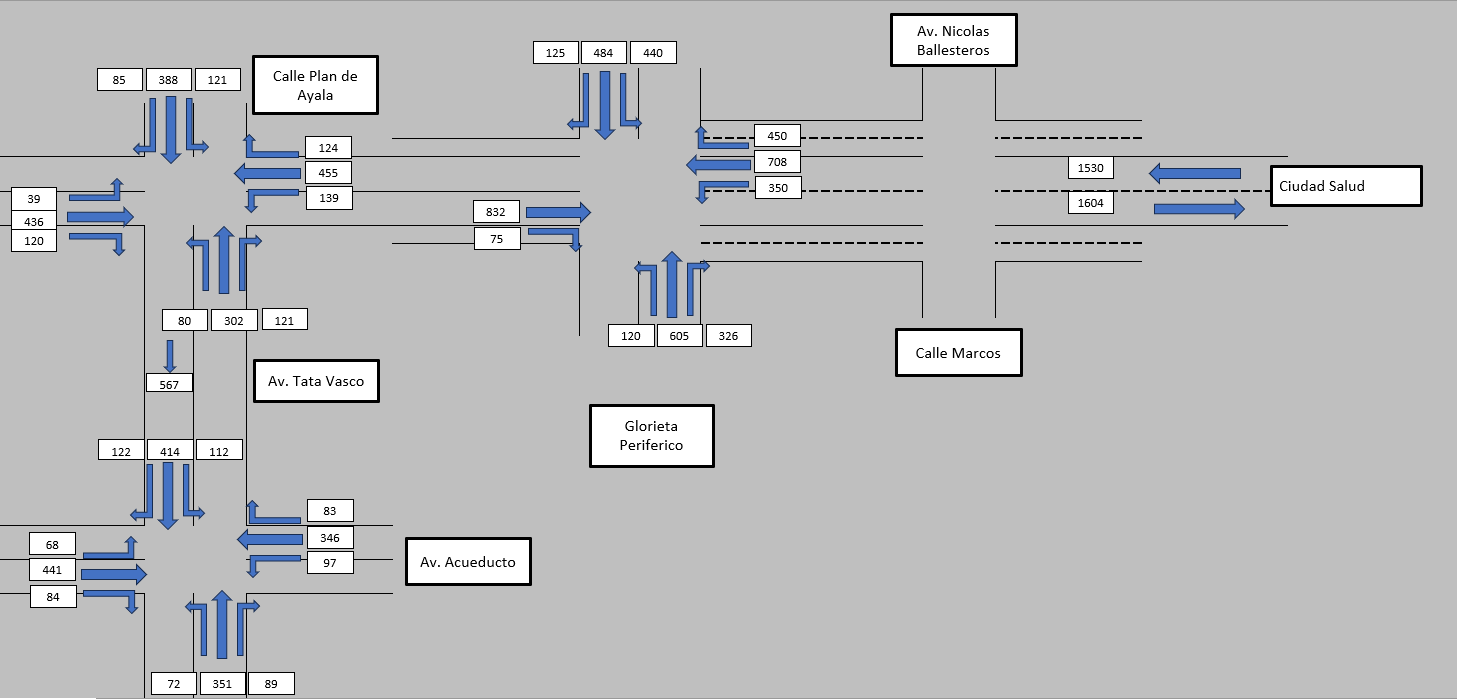 Av. Nicolas
Ballesteros
125 484 440
85 388 121
Calle Plan de
Ayala
450
124
708
1530
455
350
Ciudad Salud
139
39
1604
436
832
120
75
80 302 121
120 605 326
Calle Marcos
567
Av. Tata Vasco
Glorieta
Periferico
122 414 112
83
346
68
97
Av. Acueducto
441
84
72 351 89